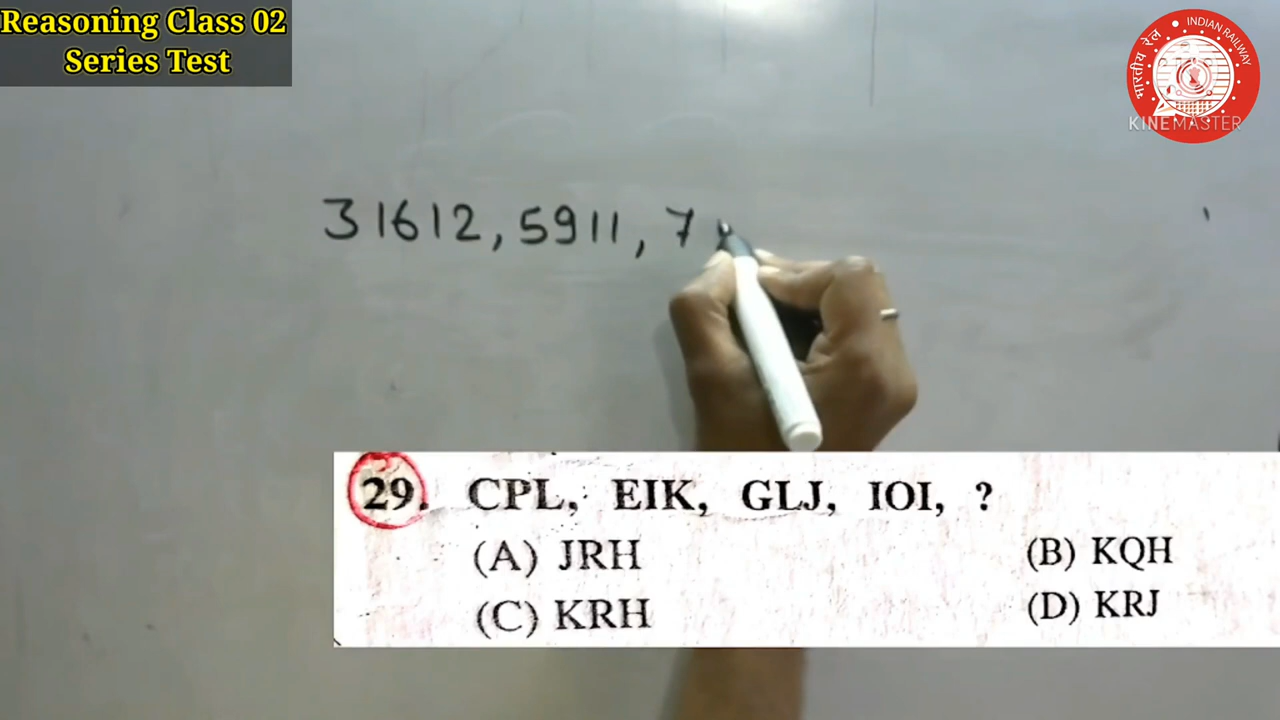 Reasoning Class 02
Series Test
भारतीय रेल
INDIAN RAILWAY
KINEMASTER
31612, 5911, 7
29. CPL, EIK, GLJ, IOI, ?
(A) JRH (B) KQH
(C) KRH (D) KRJ